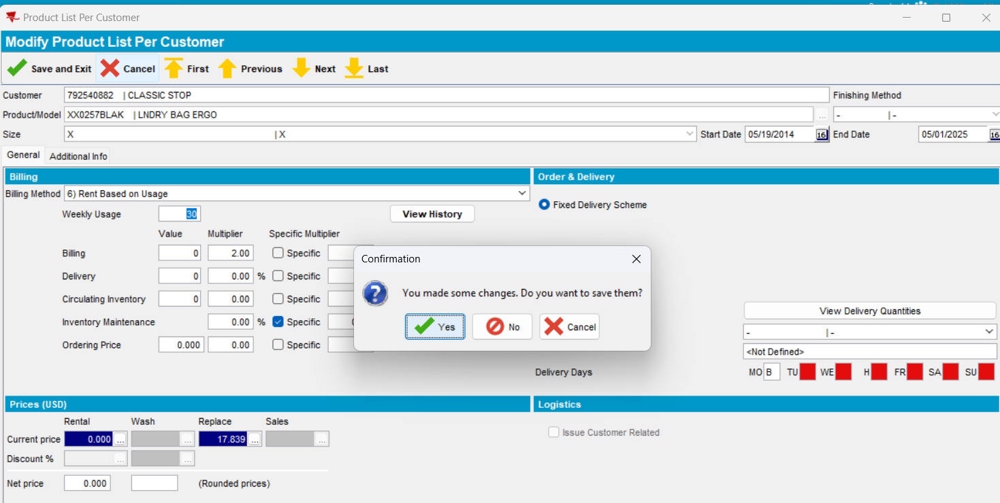 Product List Per Customer
Modify Product List Per Customer
Save and Exit Cancel First Previous Next Last
Customer 792540882 | CLASSIC STOP Finishing Method
Product/Model XX0257BLAK | LNDRY BAG ERGO ... - | -
Size X | X Start Date 05/19/2014 16 End Date 05/01/2025 16
General Additional Info
Billing Order & Delivery
Billing Method 6) Rent Based on Usage
Fixed Delivery Scheme
Weekly Usage 30 View History
Value Multiplier Specific Multiplier
Billing 0 2.00 Specific
Confirmation
Delivery 0 0.00 % Specific
You made some changes. Do you want to save them?
Circulating Inventory 0 0.00 Specific
View Delivery Quantities
Inventory Maintenance 0.00 % Specific
Yes No Cancel
- | -
Ordering Price 0.000 0.00 Specific
<Not Defined>
Delivery Days MO B TU WE H FR SA SU
Prices (USD) Logistics
Rental Wash Replace Sales
Issue Customer Related
Current price 0.000 ... ... 17.839 ... ...
Discount % ... ...
Net price 0.000 (Rounded prices)